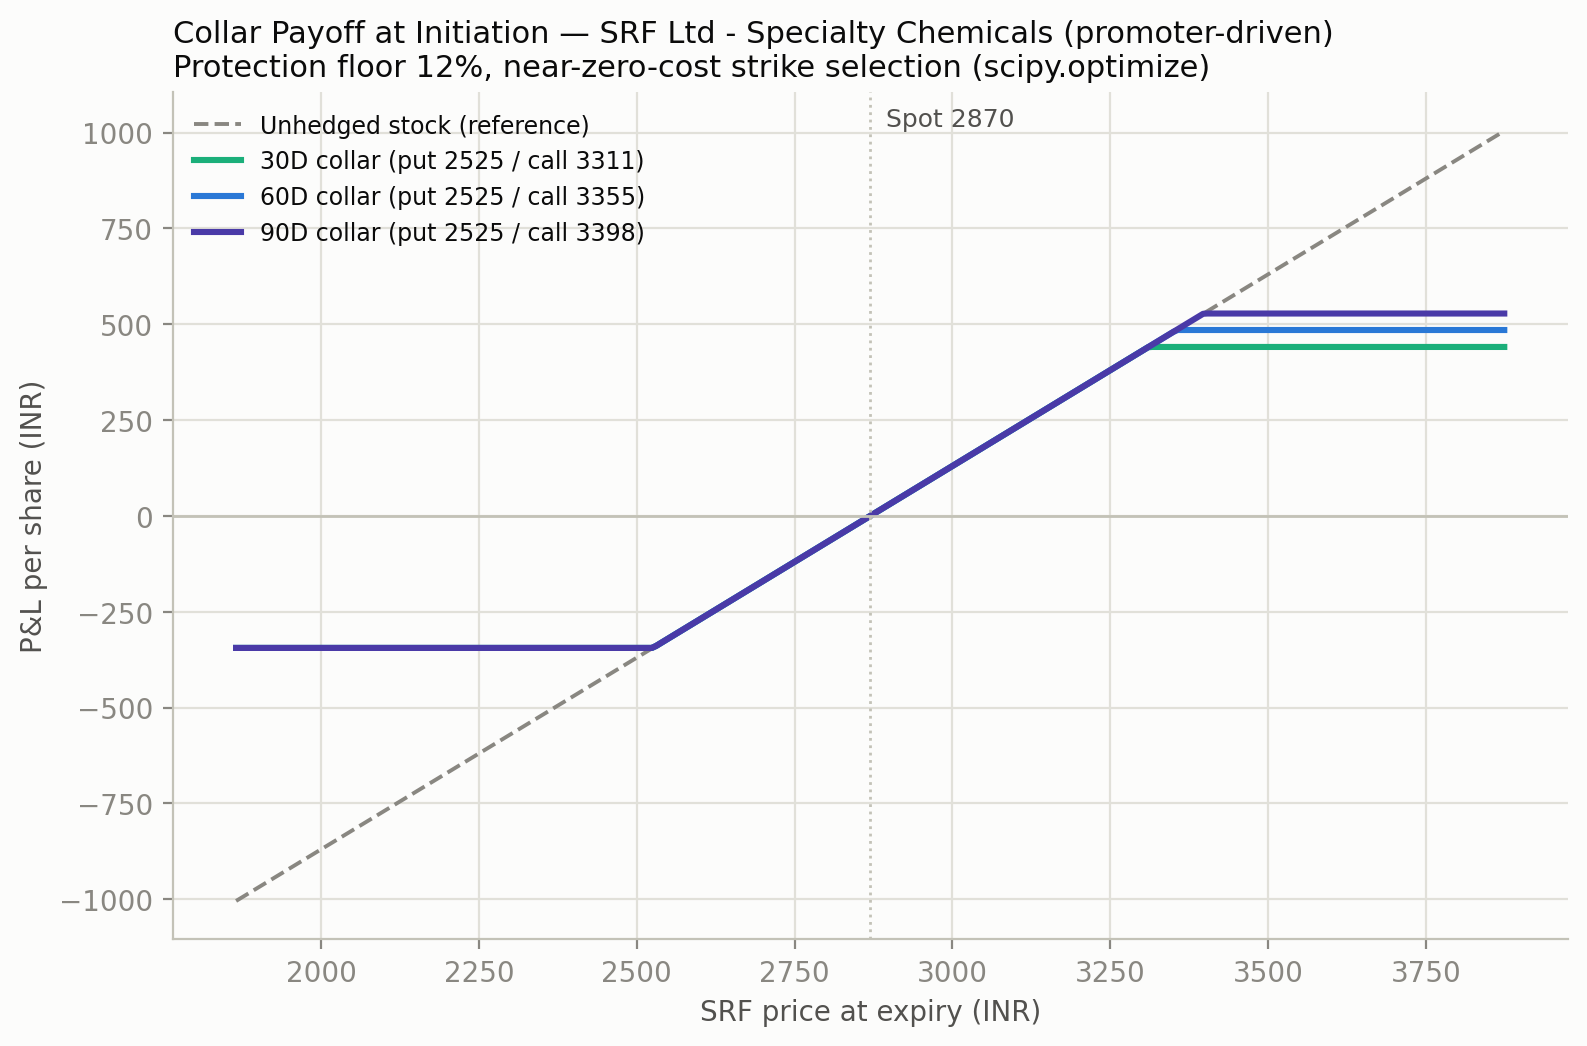 Collar Payoff at Initiation — SRF Ltd - Specialty Chemicals (promoter-driven)
Protection floor 12%, near-zero-cost strike selection (scipy.optimize)
Unhedged stock (reference)
30D collar (put 2525 / call 3311)
60D collar (put 2525 / call 3355)
90D collar (put 2525 / call 3398)
Spot 2870
P&L per share (INR)
1000
750
500
250
0
−250
−500
−750
−1000
2000 2250 2500 2750 3000 3250 3500 3750
SRF price at expiry (INR)